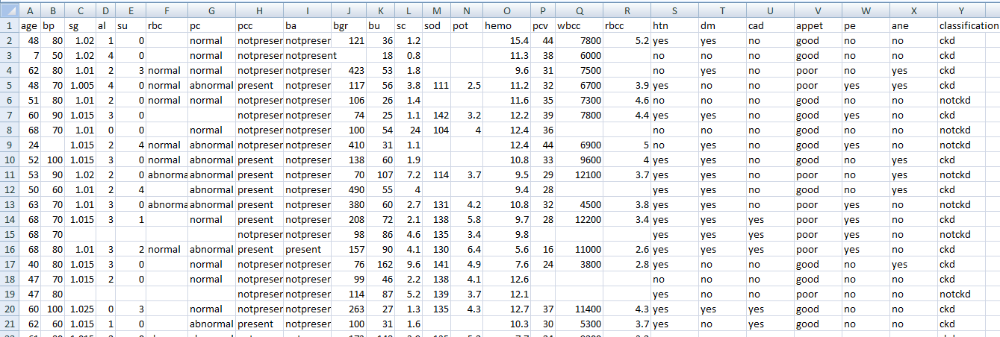 A B C D E F G H I J K L M N O P Q R S T U V W X Y
1 age bp sg al su rbc pc pcc ba bgr bu sc sod pot hemo pcv wbcc rbcc htn dm cad appet pe ane classification
2 48 80 1.02 1 0 normal notpreser notpreser 121 36 1.2 15.4 44 7800 5.2 yes yes no good no no ckd
3 7 50 1.02 4 0 normal notpreser notpresent 18 0.8 11.3 38 6000 no no no good no no ckd
4 62 80 1.01 2 3 normal normal notpreser notpreser 423 53 1.8 9.6 31 7500 no yes no poor no yes ckd
5 48 70 1.005 4 0 normal abnormal present notpreser 117 56 3.8 111 2.5 11.2 32 6700 3.9 yes no no poor yes yes ckd
6 51 80 1.01 2 0 normal normal notpreser notpreser 106 26 1.4 11.6 35 7300 4.6 no no no good no no notckd
7 60 90 1.015 3 0 notpreser notpreser 74 25 1.1 142 3.2 12.2 39 7800 4.4 yes yes no good yes no ckd
8 68 70 1.01 0 0 normal notpreser notpreser 100 54 24 104 4 12.4 36 no no no good no no notckd
9 24 1.015 2 4 normal abnormal notpreser notpreser 410 31 1.1 12.4 44 6900 5 no yes no good yes no notckd
10 52 100 1.015 3 0 normal abnormal present notpreser 138 60 1.9 10.8 33 9600 4 yes yes no good no yes ckd
11 53 90 1.02 2 0 abnorma abnormal present notpreser 70 107 7.2 114 3.7 9.5 29 12100 3.7 yes yes no poor no yes notckd
12 50 60 1.01 2 4 abnormal present notpreser 490 55 4 9.4 28 yes yes no good no yes ckd
13 63 70 1.01 3 0 abnorma abnormal present notpreser 380 60 2.7 131 4.2 10.8 32 4500 3.8 yes yes no poor yes no notckd
14 68 70 1.015 3 1 normal present notpreser 208 72 2.1 138 5.8 9.7 28 12200 3.4 yes yes yes poor yes no ckd
15 68 70 notpreser notpreser 98 86 4.6 135 3.4 9.8 yes yes yes poor yes no notckd
16 68 80 1.01 3 2 normal abnormal present present 157 90 4.1 130 6.4 5.6 16 11000 2.6 yes yes yes poor yes no ckd
17 40 80 1.015 3 0 normal notpreser notpreser 76 162 9.6 141 4.9 7.6 24 3800 2.8 yes no no good no yes ckd
18 47 70 1.015 2 0 normal notpreser notpreser 99 46 2.2 138 4.1 12.6 no no no good no no ckd
19 47 80 notpreser notpreser 114 87 5.2 139 3.7 12.1 yes no no poor no no notckd
20 60 100 1.025 0 3 normal notpreser notpreser 263 27 1.3 135 4.3 12.7 37 11400 4.3 yes yes yes good no no ckd
21 62 60 1.015 1 0 abnormal present notpreser 100 31 1.6 10.3 30 5300 3.7 yes no yes good no no ckd